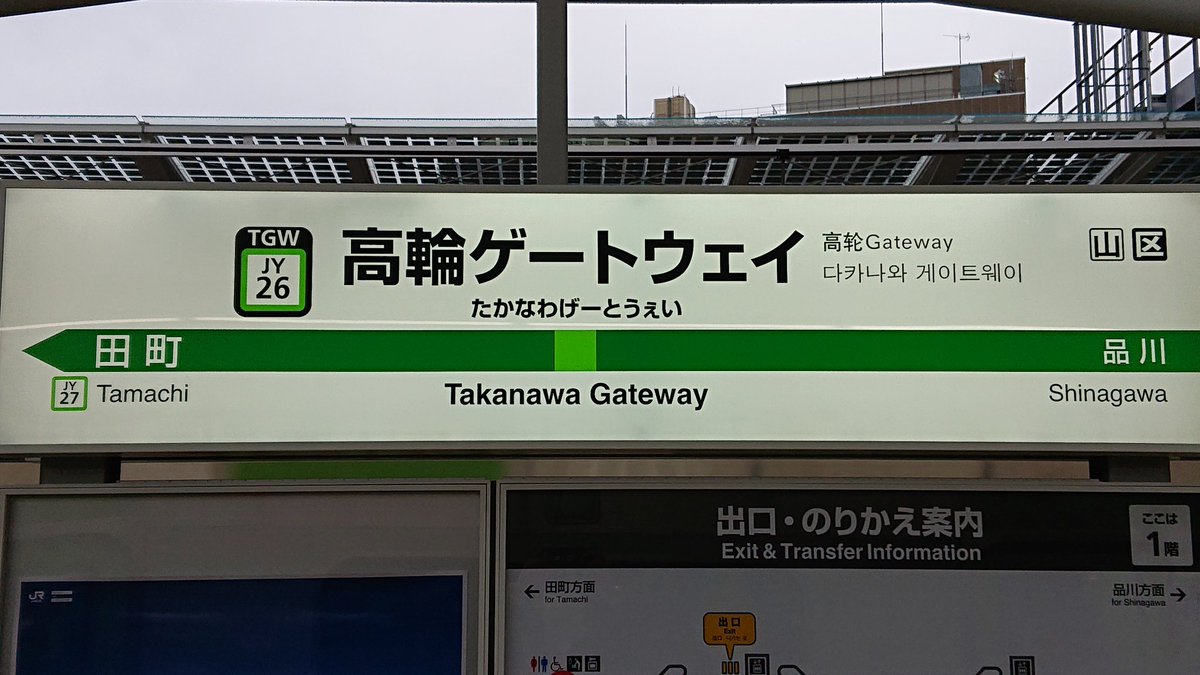 TGW
JY
26
高輪ゲートウェイ
たかなわげーとうぇい
高轮Gateway
다카나와 게이트웨이
山 区
田町
品川
JY
27
Tamachi
Takanawa Gateway
Shinagawa
出口・のりかえ案内
Exit & Transfer Information
ここは
1階
JR
←田町方面
for Tamachi
品川方面→
for Shinagawa
出口
Exit